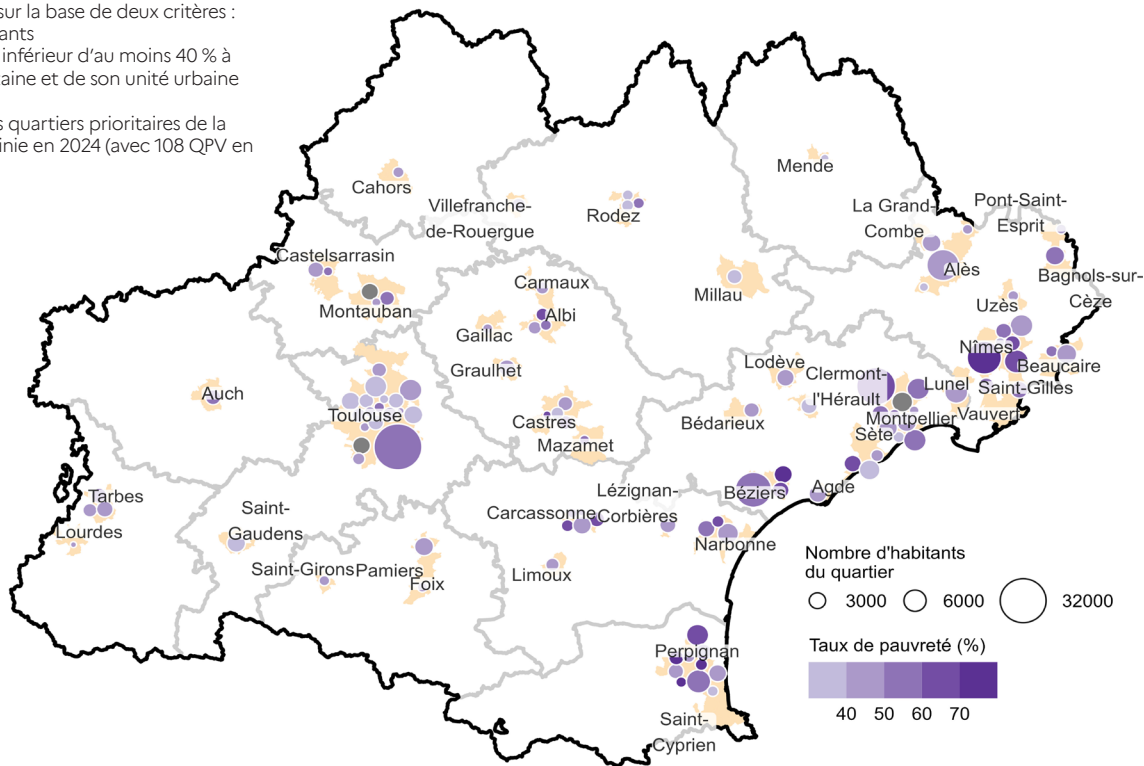 sur la base de deux critères :
ants
inférieur d'au moins 40 % à
taine et de son unité urbaine
s quartiers prioritaires de la
inie en 2024 (avec 108 QPV en
Cahors
Villefranche-
de-Rouergue
Rodez
Mende
La Grand-
Combe
Pont-Saint-
Esprit
Castelsarrasin
Montauban
Carmaux
Albi
Gaillac
Graulhet
Millau
Alès
Bagnols-sur-
Cèze
Uzès
Nîmes
Beaucaire
Saint-Gilles
Auch
Toulouse
Castres
Mazamet
Lodève
Clermont-
l'Hérault
Lunel
Vauvert
Montpellier
Bédarieux
Sète
Tarbes
Lourdes
Saint-
Gaudens
Saint-Girons
Pamiers
Foix
Carcassonne
Lézignan-
Corbières
Béziers
Agde
Limoux
Narbonne
Perpignan
Saint-
Cyprien
Nombre d'habitants
du quartier
3000 6000 32000
Taux de pauvreté (%)
40 50 60 70